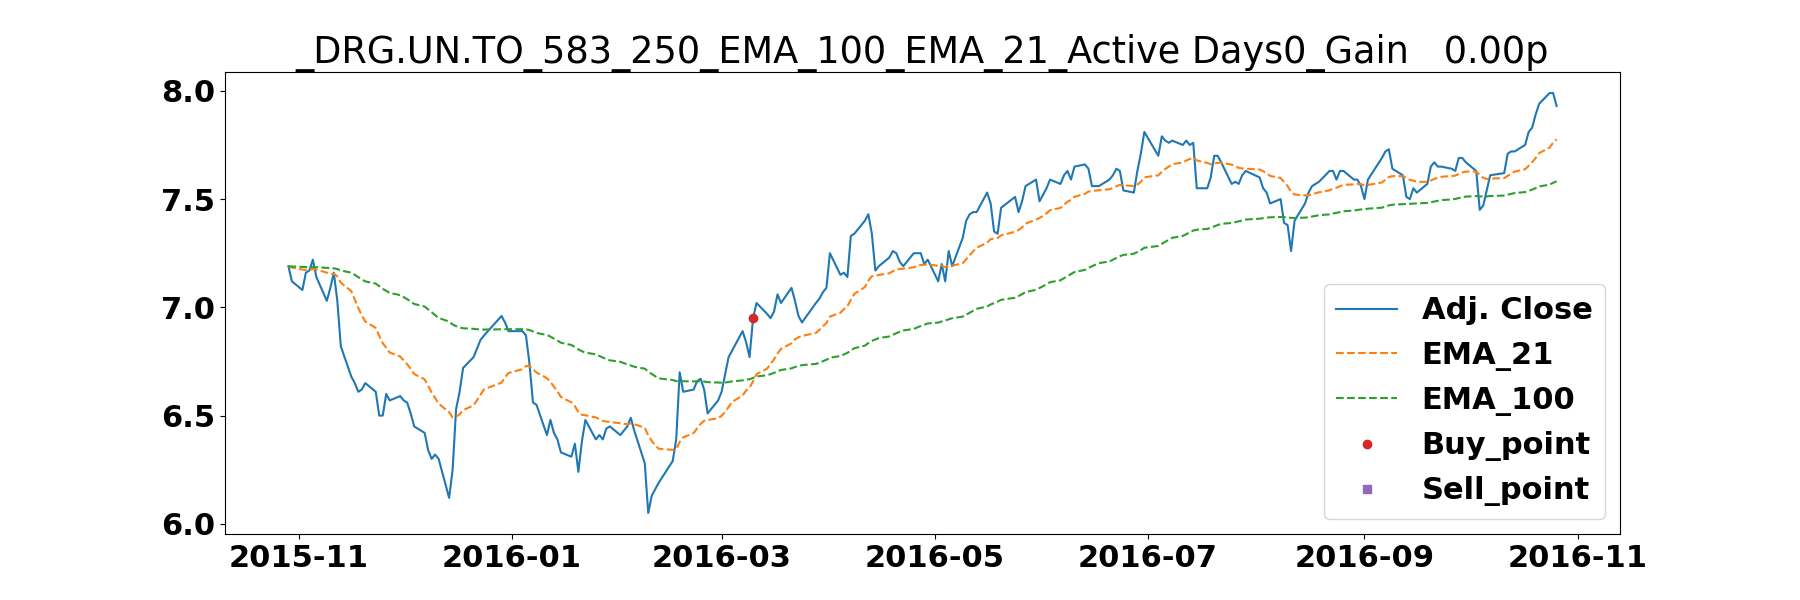 _DRG.UN.TO_583_250_EMA_100_EMA_21_Active Days0_Gain   0.00p
8.0
7.5
7.0
6.5
6.0
Adj. Close
EMA_21
EMA_100
Buy_point
Sell_point
2015-11 2016-01 2016-03 2016-05 2016-07 2016-09 2016-11